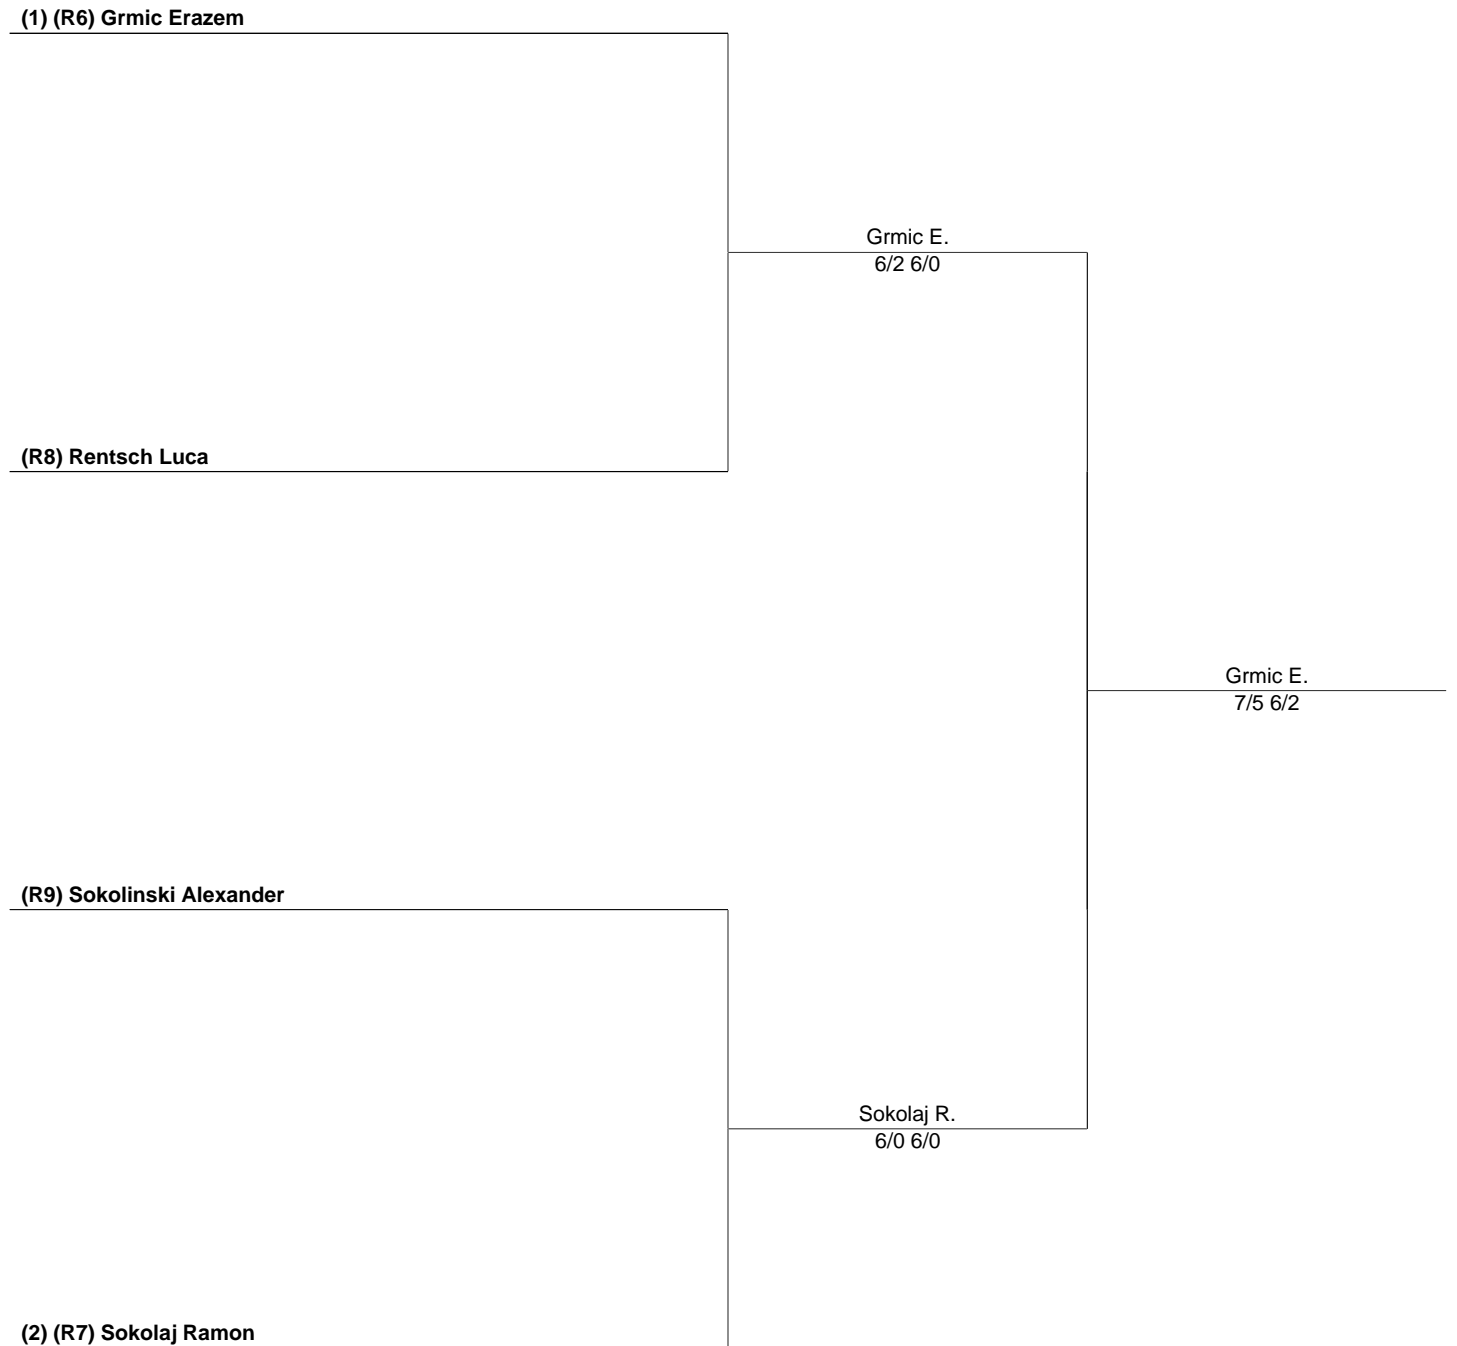 (1) (R6) Grmic Erazem
Grmic E.
6/2 6/0
(R8) Rentsch Luca
Grmic E.
7/5 6/2
(R9) Sokolinski Alexander
Sokolaj R.
6/0 6/0
(2) (R7) Sokolaj Ramon